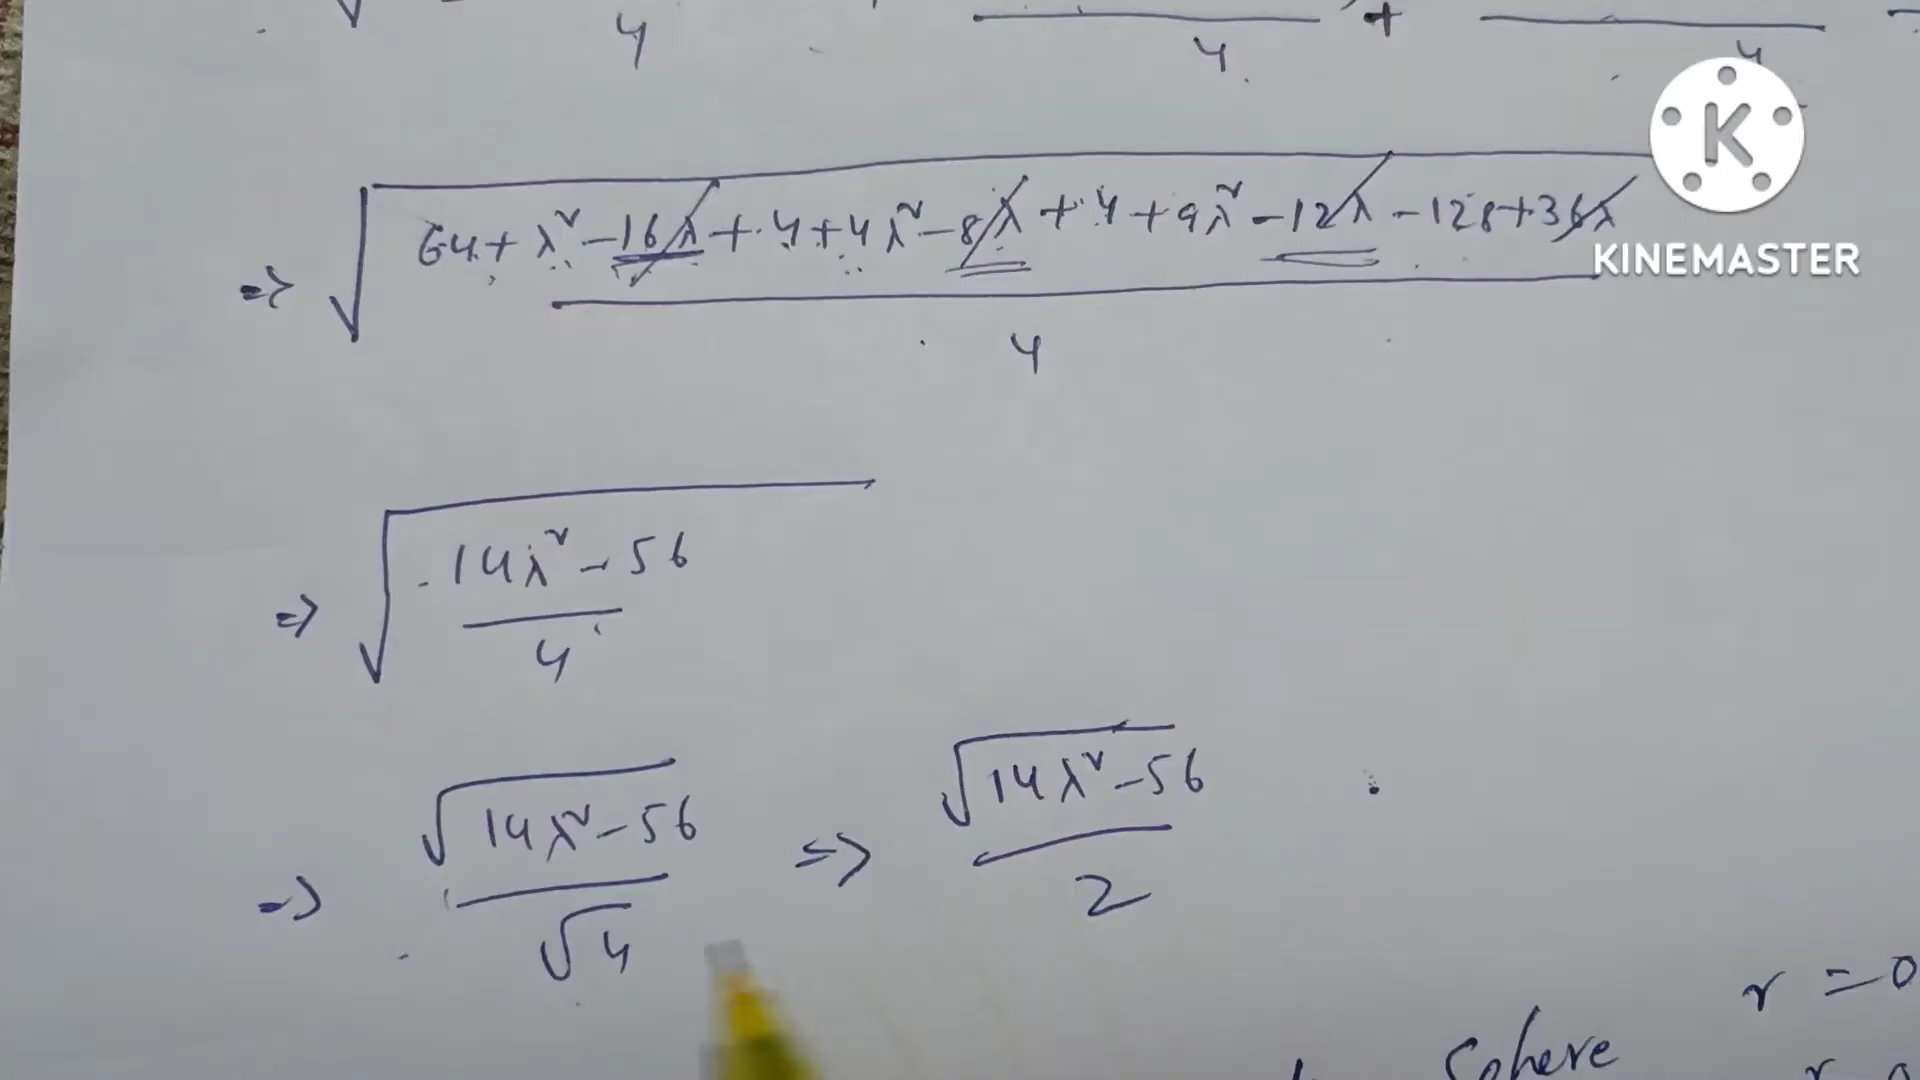 4 4 + 4
⇒ √(64 + λ² - 16λ + 4 + 4λ² - 8λ + 4 + 9λ² - 12λ - 128 + 36λ / 4)
KINEMASTER
⇒ √(14λ² - 56 / 4)
⇒ √(14λ² - 56) / √4 ⇒ √(14λ² - 56) / 2
r = 0
Sphere